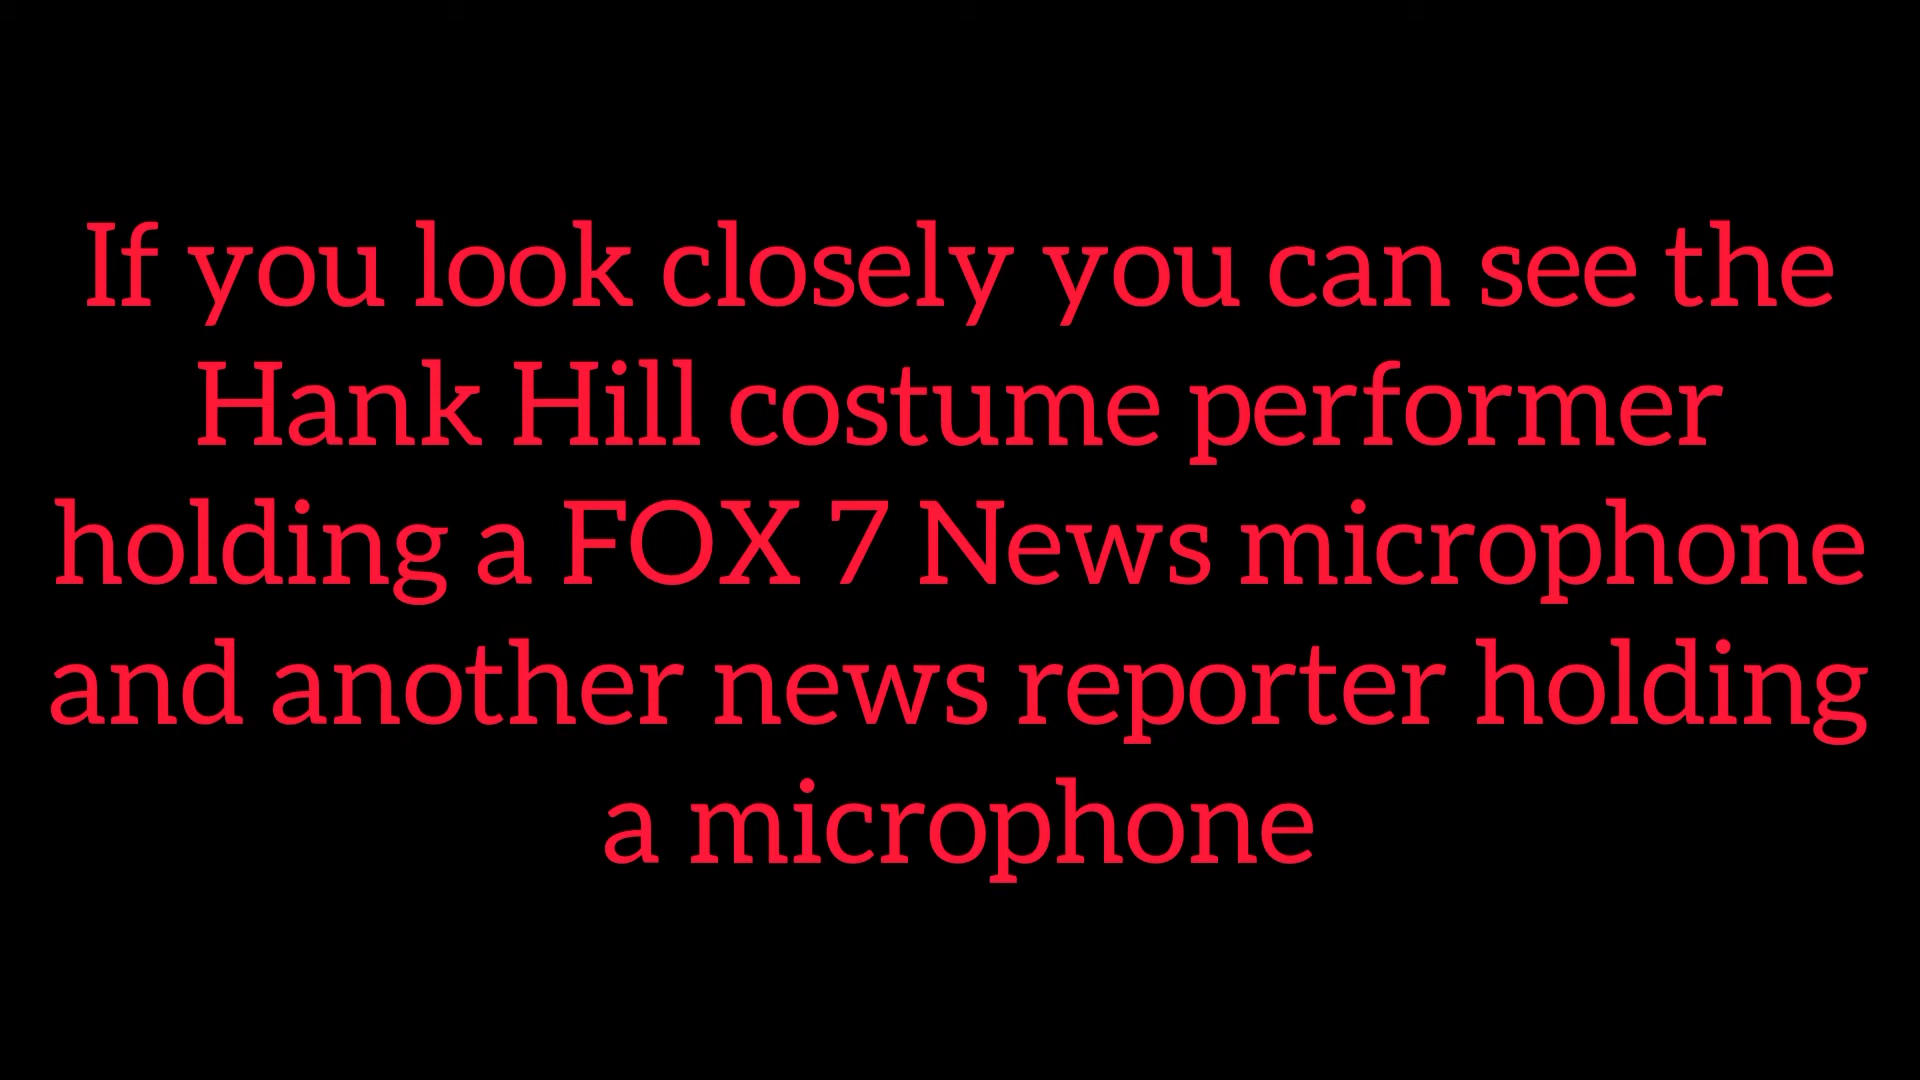 If you look closely you can see the
Hank Hill costume performer
holding a FOX 7 News microphone
and another news reporter holding
a microphone